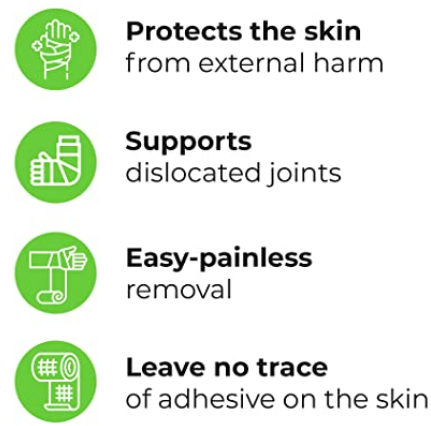 Protects the skin
from external harm
Supports
dislocated joints
Easy-painless
removal
Leave no trace
of adhesive on the skin